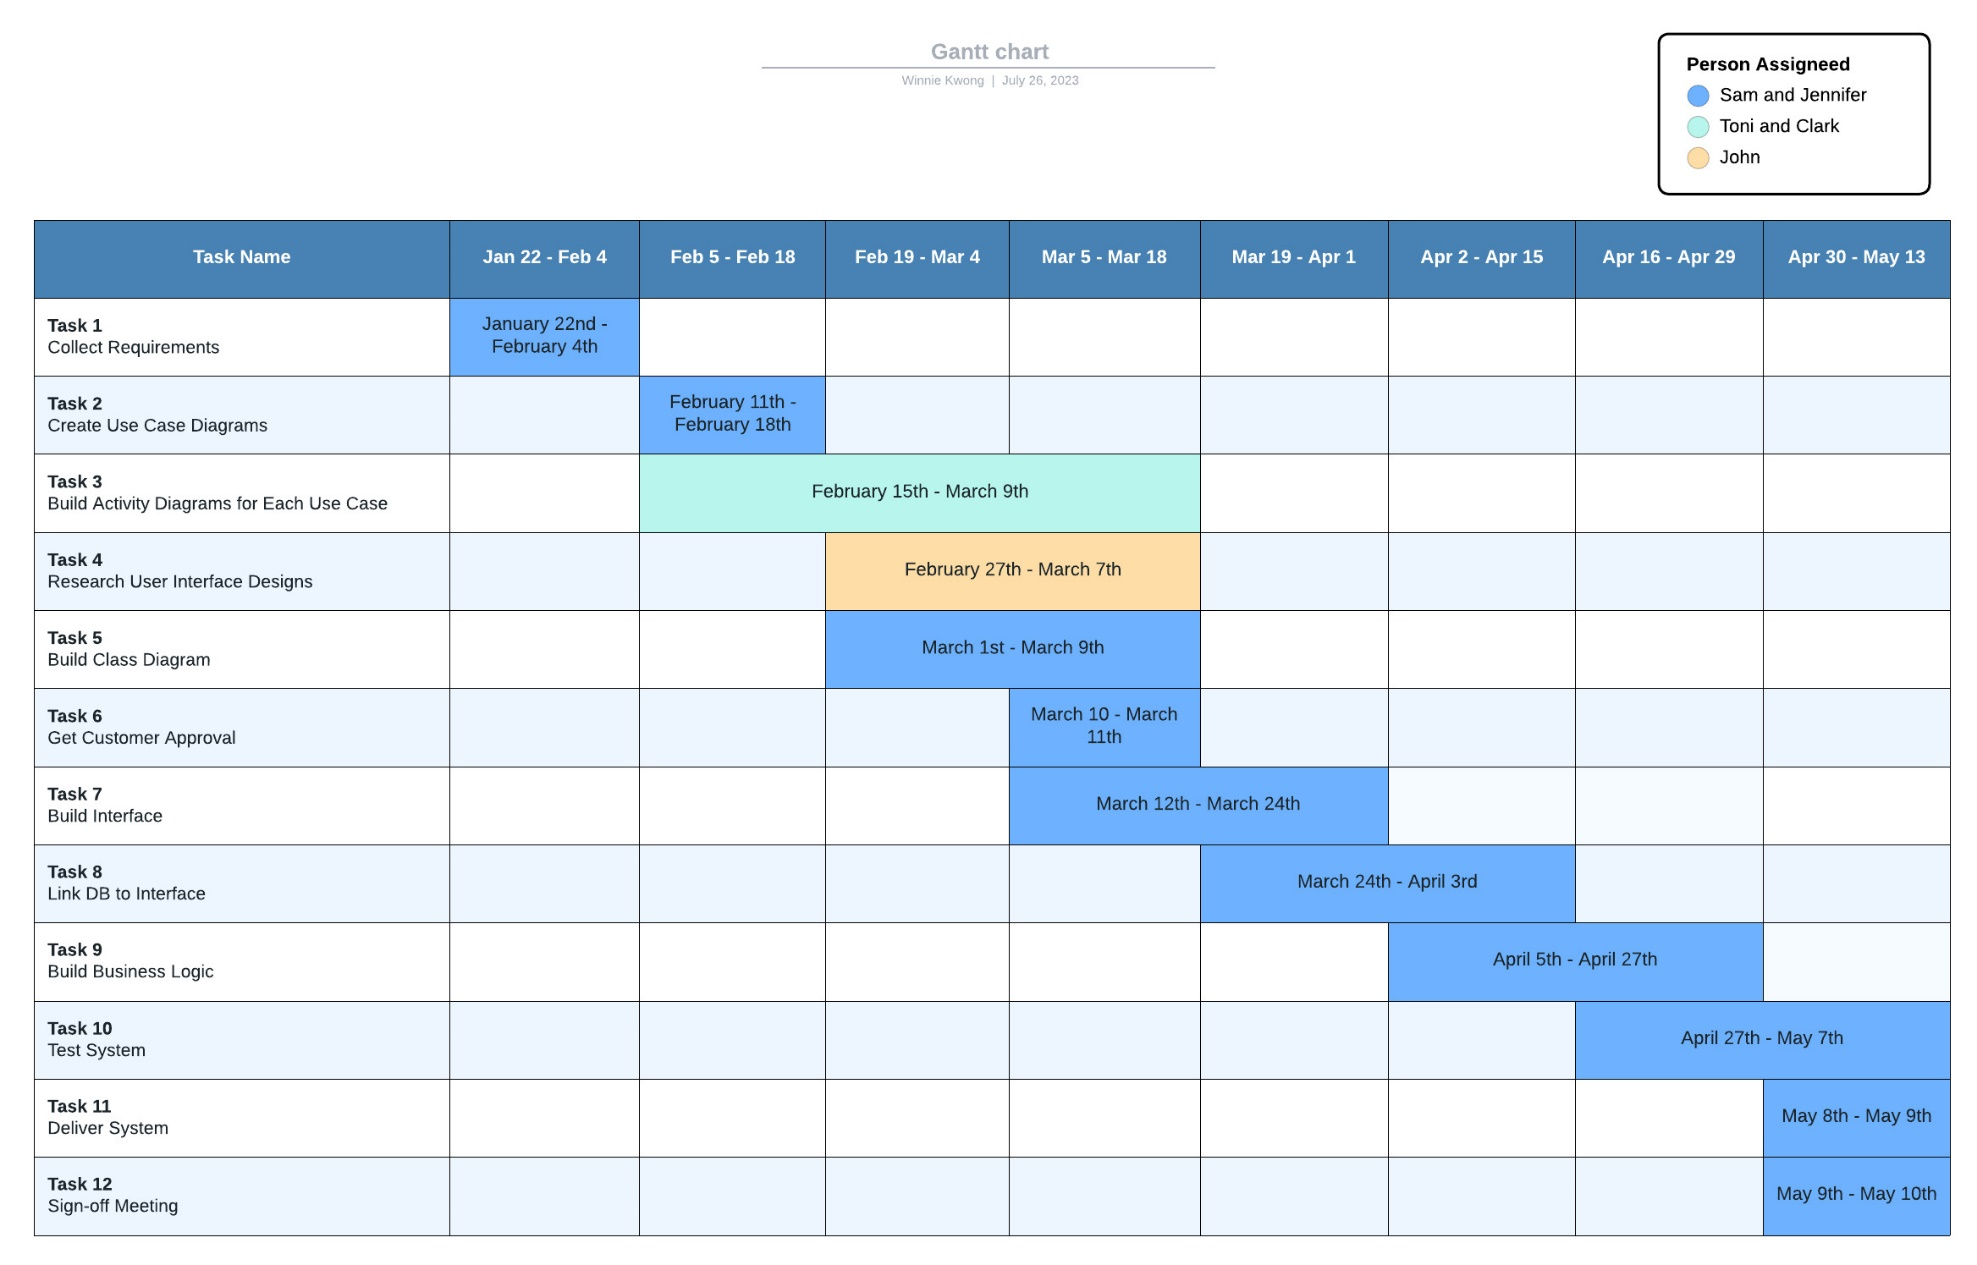 Gantt chart
Winnie Kwong | July 26, 2023
Person Assigneed
Sam and Jennifer
Toni and Clark
John
Task Name
Jan 22 - Feb 4
Feb 5 - Feb 18
Feb 19 - Mar 4
Mar 5 - Mar 18
Mar 19 - Apr 1
Apr 2 - Apr 15
Apr 16 - Apr 29
Apr 30 - May 13
Task 1
Collect Requirements
January 22nd -
February 4th
Task 2
Create Use Case Diagrams
February 11th -
February 18th
Task 3
Build Activity Diagrams for Each Use Case
February 15th - March 9th
Task 4
Research User Interface Designs
February 27th - March 7th
Task 5
Build Class Diagram
March 1st - March 9th
Task 6
Get Customer Approval
March 10 - March
11th
Task 7
Build Interface
March 12th - March 24th
Task 8
Link DB to Interface
March 24th - April 3rd
Task 9
Build Business Logic
April 5th - April 27th
Task 10
Test System
April 27th - May 7th
Task 11
Deliver System
May 8th - May 9th
Task 12
Sign-off Meeting
May 9th - May 10th